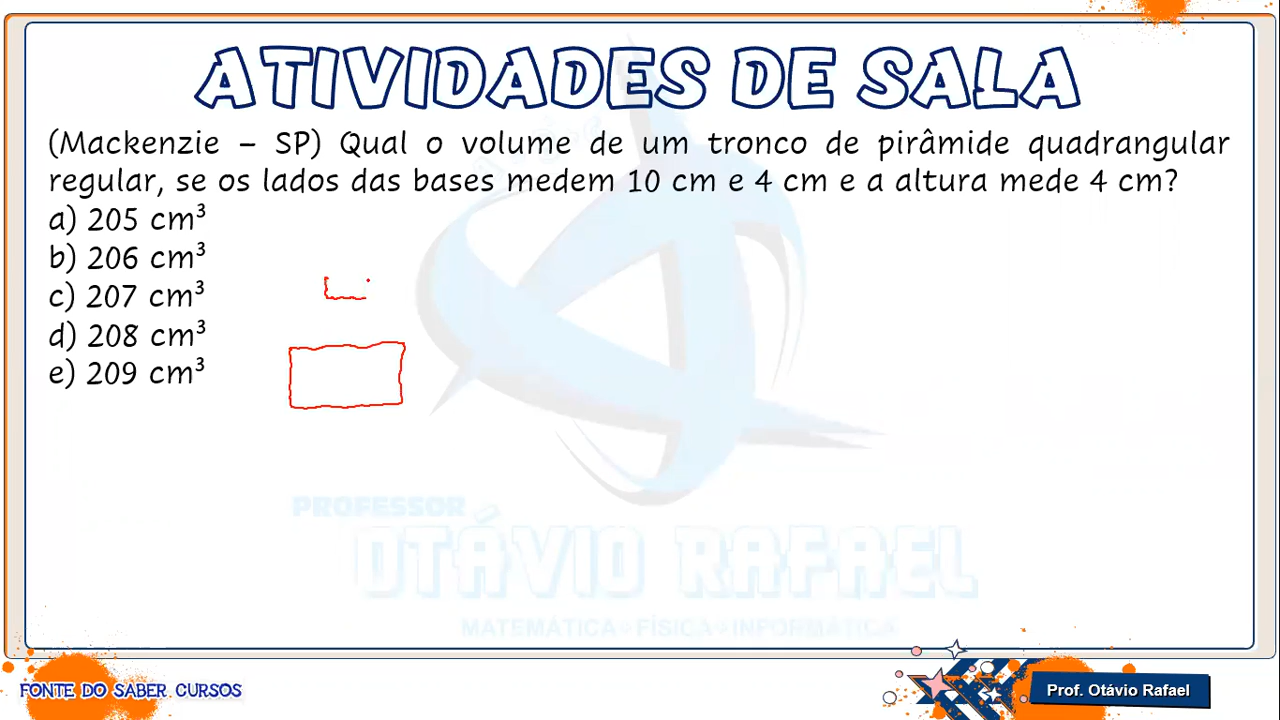 ATIVIDADES DE SALA
(Mackenzie – SP) Qual o volume de um tronco de pirâmide quadrangular
regular, se os lados das bases medem 10 cm e 4 cm e a altura mede 4 cm?
a) 205 cm³
b) 206 cm³
c) 207 cm³
d) 208 cm³
e) 209 cm³
PROFESSOR
OTÁVIO RAFAEL
MATEMÁTICA FÍSICA INFORMÁTICA
FONTE DO SABER CURSOS
Prof. Otávio Rafael